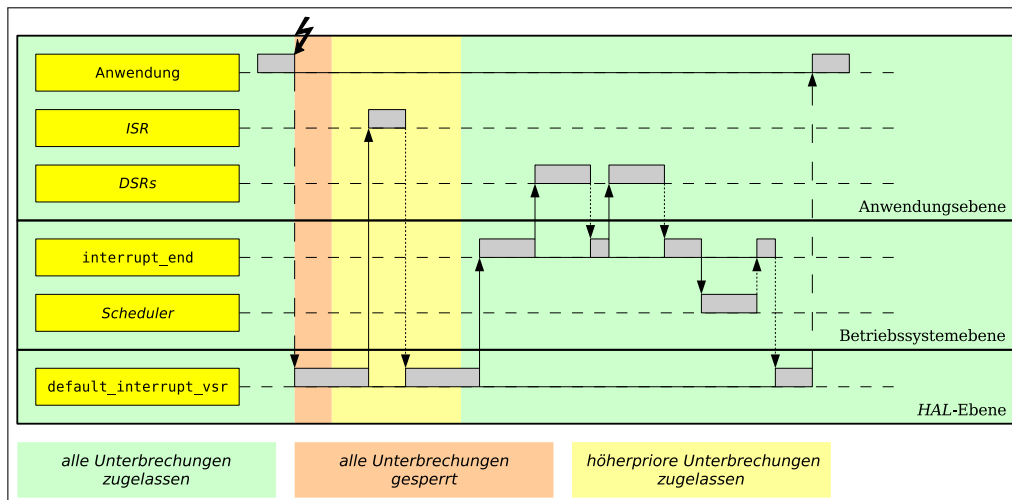 Anwendung
ISR
DSRs
Anwendungsebene
interrupt_end
Scheduler
Betriebssystemebene
default_interrupt_vsr
HAL-Ebene
alle Unterbrechungen
zugelassen
alle Unterbrechungen
gesperrt
höherpriore Unterbrechungen
zugelassen